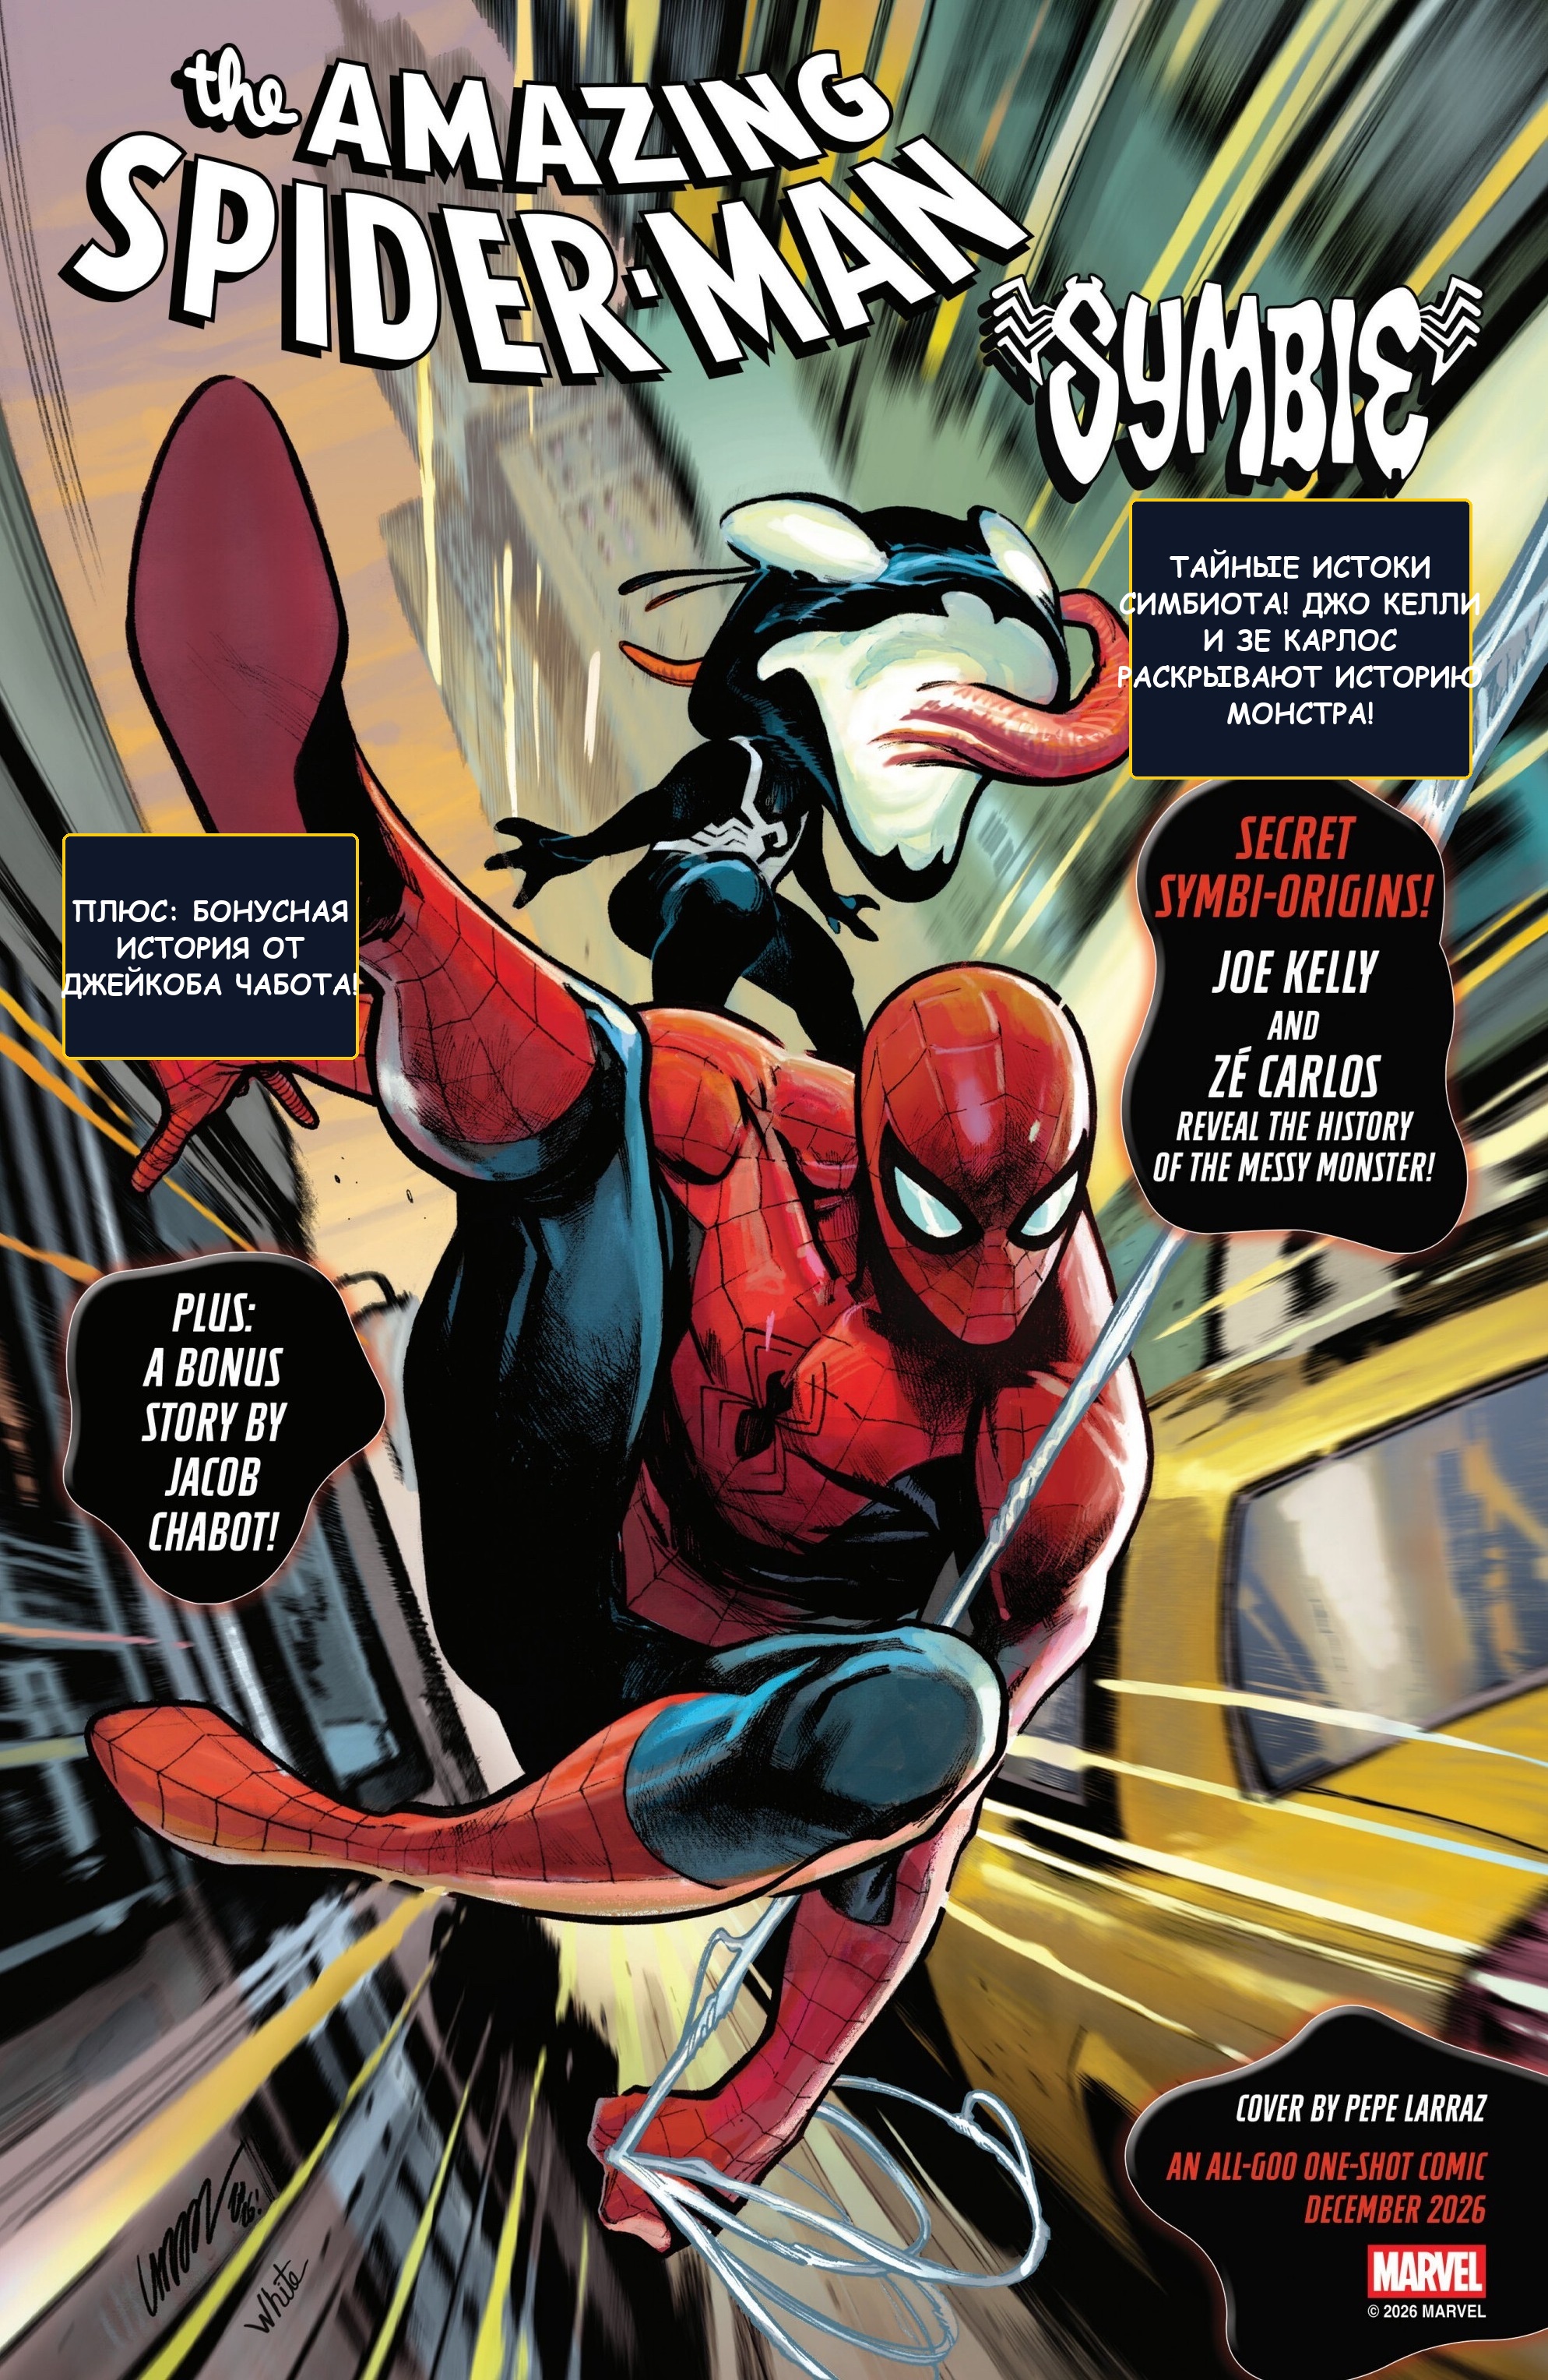 the AMAZING
SPIDER-MAN
SYMBIE
ТАЙНЫЕ ИСТОКИ
СИМБИОТА! ДЖО КЕЛЛИ
И ЗЕ КАРЛОС
РАСКРЫВАЮТ ИСТОРИЮ
МОНСТРА!
SECRET
SYMBI-ORIGINS!
JOE KELLY
AND
ZÉ CARLOS
REVEAL THE HISTORY
OF THE MESSY MONSTER!
ПЛЮС: БОНУСНАЯ
ИСТОРИЯ ОТ
ДЖЕЙКОБА ЧАБОТА!
PLUS:
A BONUS
STORY BY
JACOB
CHABOT!
COVER BY PEPE LARRAZ
AN ALL-GOO ONE-SHOT COMIC
DECEMBER 2026
MARVEL
© 2026 MARVEL
White